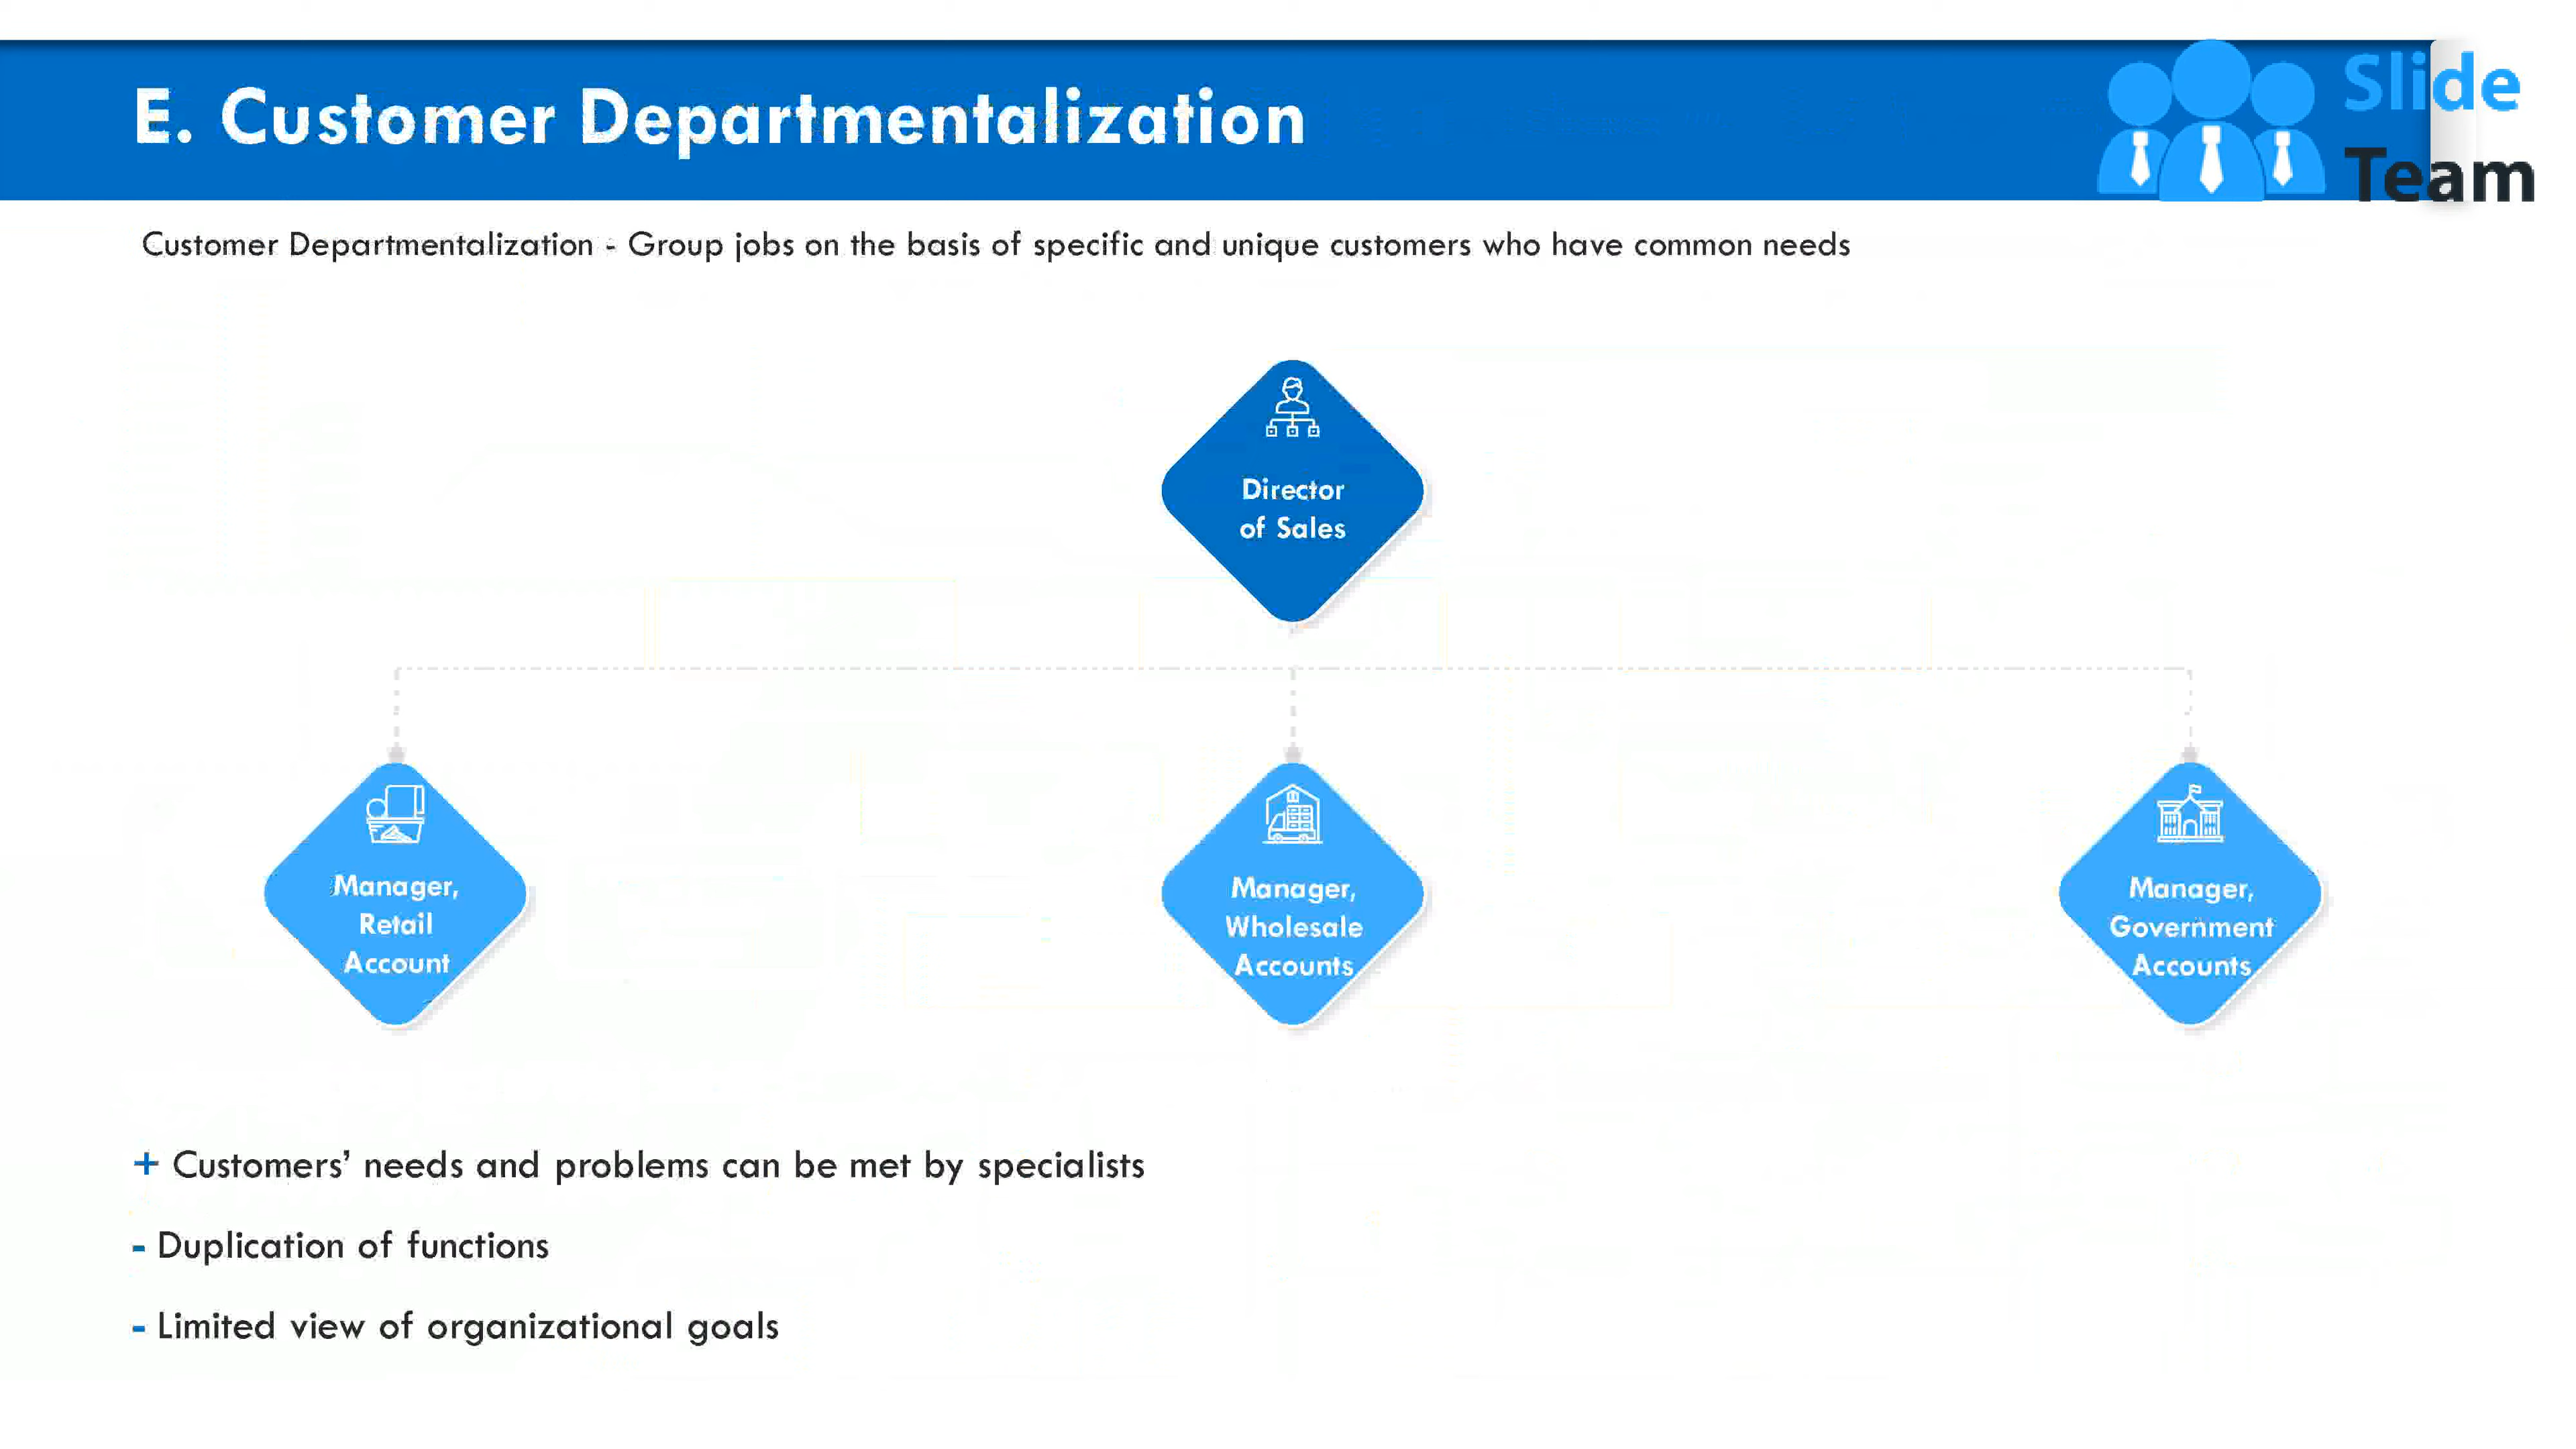 E. Customer Departmentalization
Slide
Team
Customer Departmentalization - Group jobs on the basis of specific and unique customers who have common needs
Director
of Sales
Manager,
Retail
Account
Manager,
Wholesale
Accounts
Manager,
Government
Accounts
+ Customers’ needs and problems can be met by specialists
- Duplication of functions
- Limited view of organizational goals